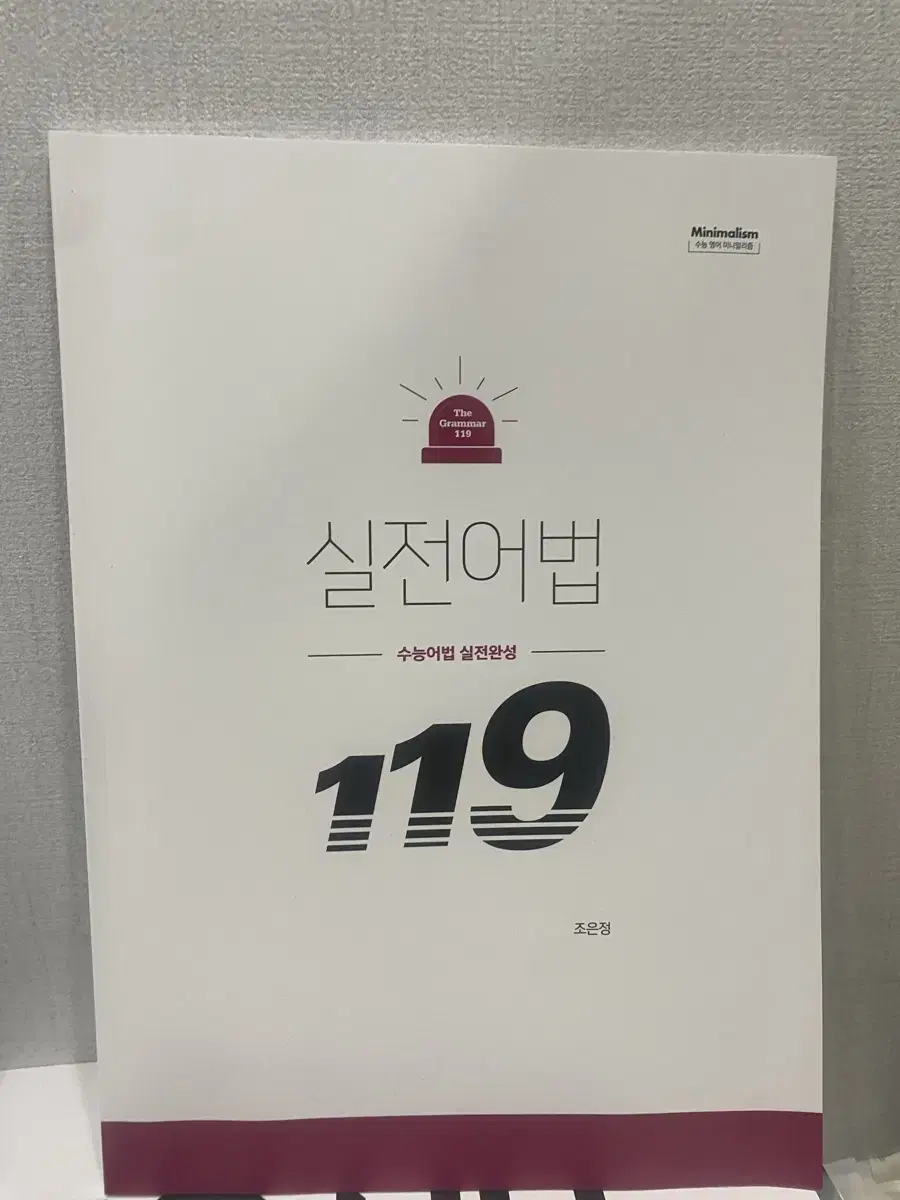 Minimalism
수능 영어 미니멀리즘
The
Grammar
119
실전어법
수능어법 실전완성
119
조은정